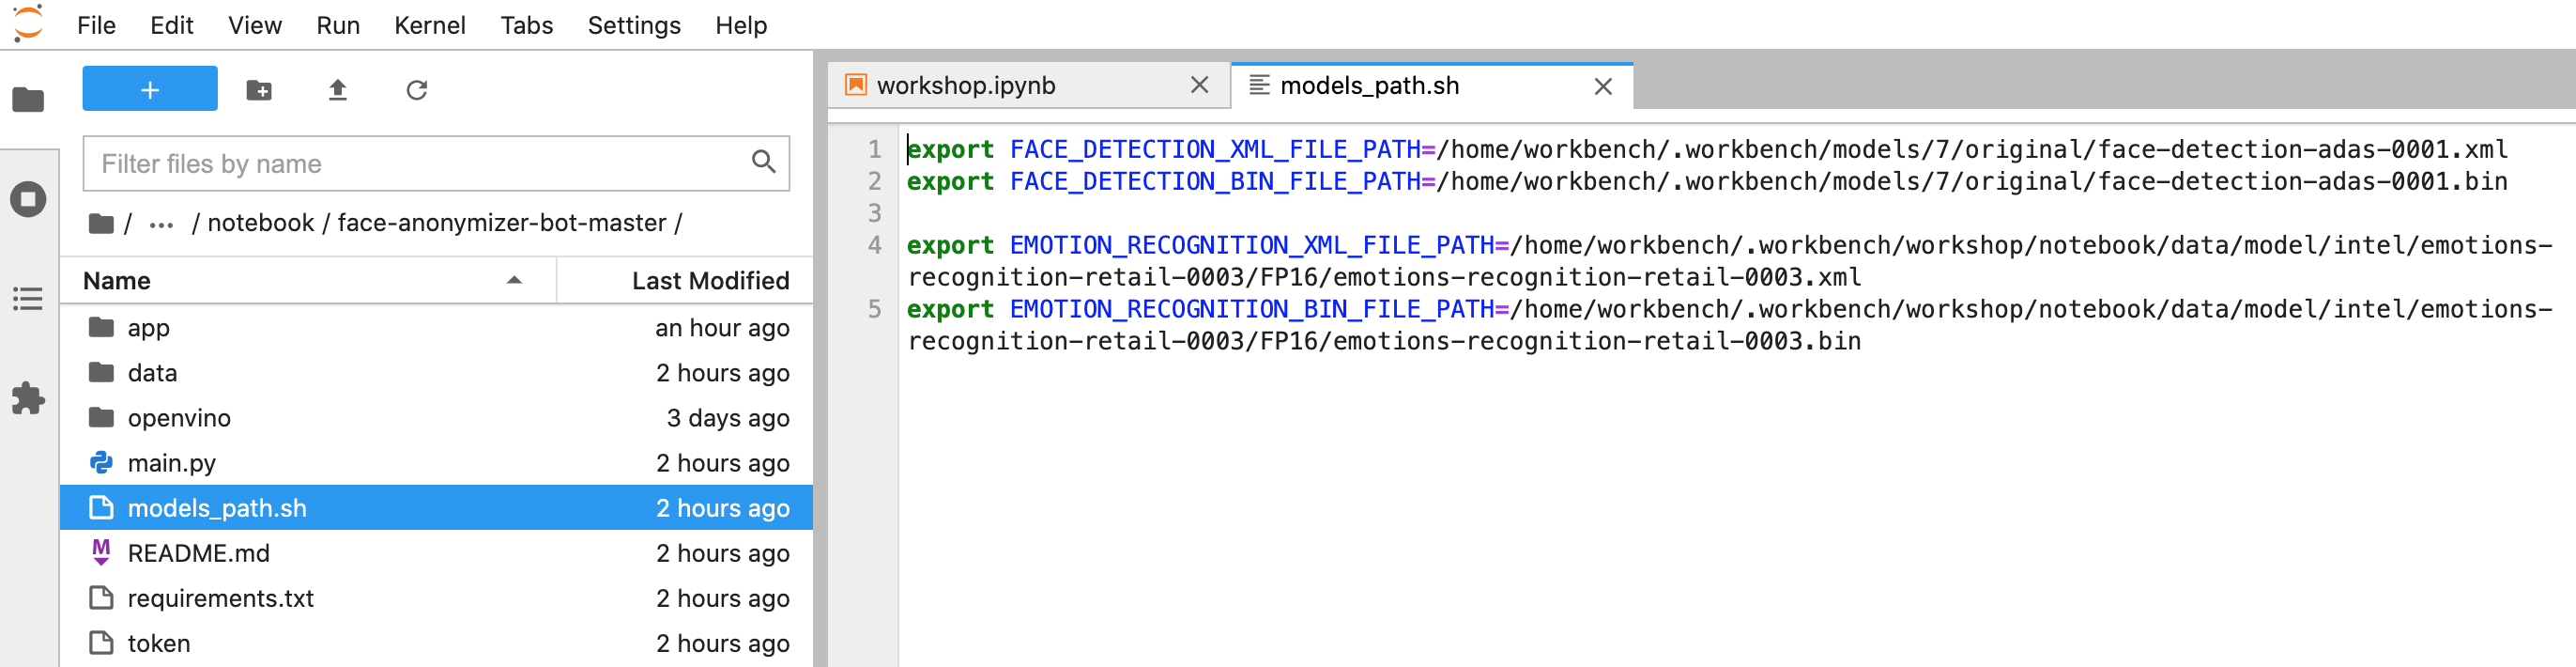 File Edit View Run Kernel Tabs Settings Help
+
Filter files by name
/ ... / notebook / face-anonymizer-bot-master /
Name Last Modified
app an hour ago
data 2 hours ago
openvino 3 days ago
main.py 2 hours ago
models_path.sh 2 hours ago
README.md 2 hours ago
requirements.txt 2 hours ago
token 2 hours ago
workshop.ipynb models_path.sh
1 export FACE_DETECTION_XML_FILE_PATH=/home/workbench/.workbench/models/7/original/face-detection-adas-0001.xml
2 export FACE_DETECTION_BIN_FILE_PATH=/home/workbench/.workbench/models/7/original/face-detection-adas-0001.bin
3
4 export EMOTION_RECOGNITION_XML_FILE_PATH=/home/workbench/.workbench/workshop/notebook/data/model/intel/emotions-
recognition-retail-0003/FP16/emotions-recognition-retail-0003.xml
5 export EMOTION_RECOGNITION_BIN_FILE_PATH=/home/workbench/.workbench/workshop/notebook/data/model/intel/emotions-
recognition-retail-0003/FP16/emotions-recognition-retail-0003.bin